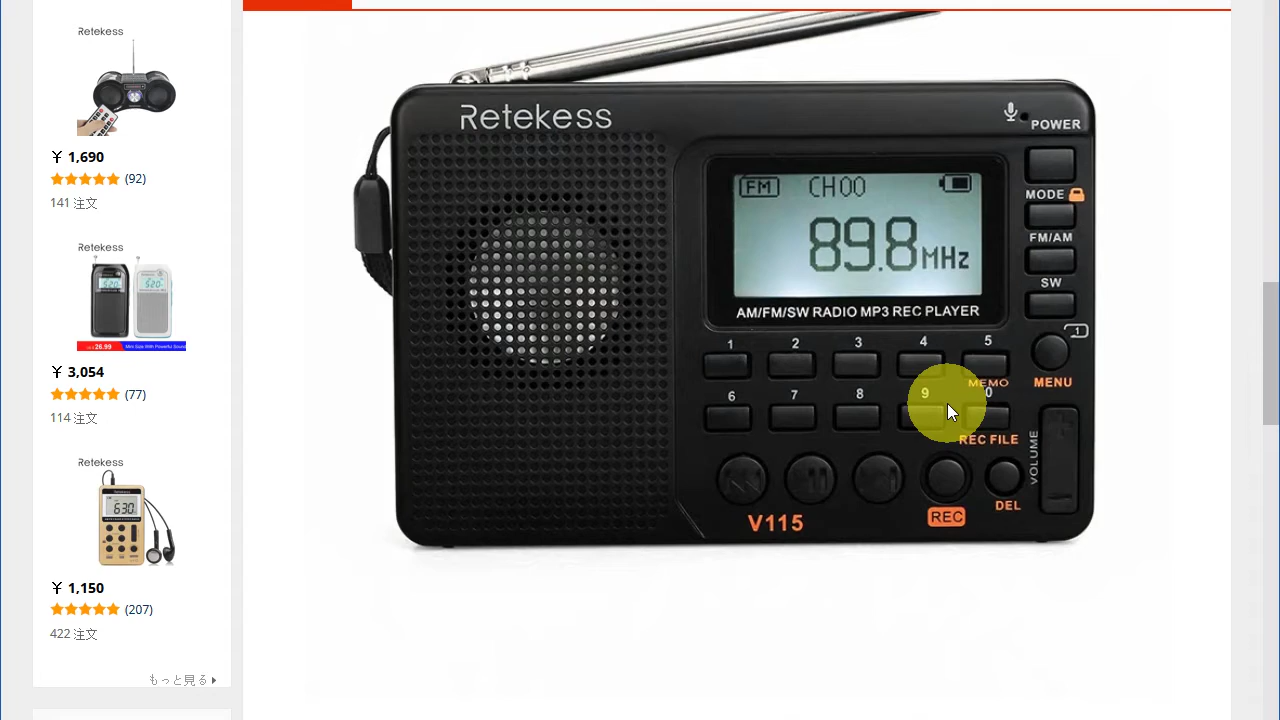 Retekess
¥ 1,690
(92)
141 注文
Retekess
¥ 3,054
(77)
114 注文
Retekess
630
¥ 1,150
(207)
422 注文
もっと見る
Retekess
POWER
MODE
FM/AM
SW
1
MENU
FM CH00
89.8MHz
AM/FM/SW RADIO MP3 REC PLAYER
1 2 3 4 5
MEMO
6 7 8 9 0
REC FILE
VOLUME
DEL
V115
REC